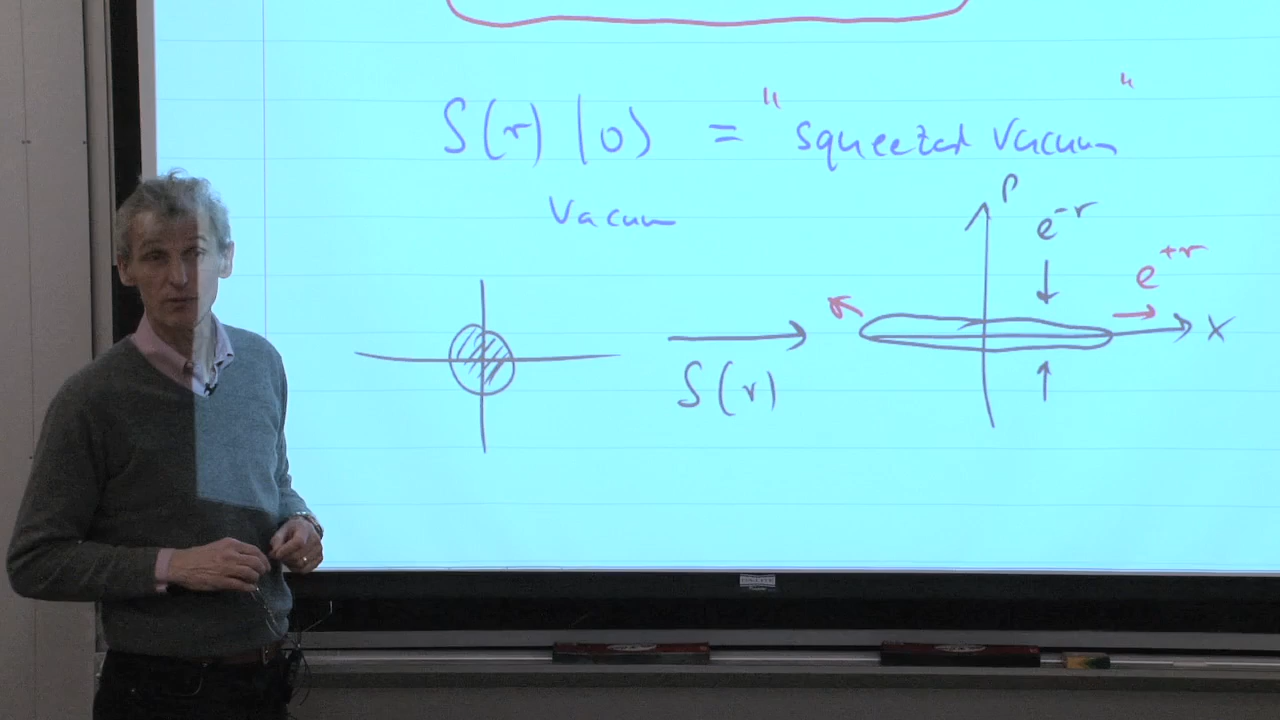 S(r) |0⟩ = "squeezed vacuum"
Vacuum
P
e^-r
e^+r
X
S(r)